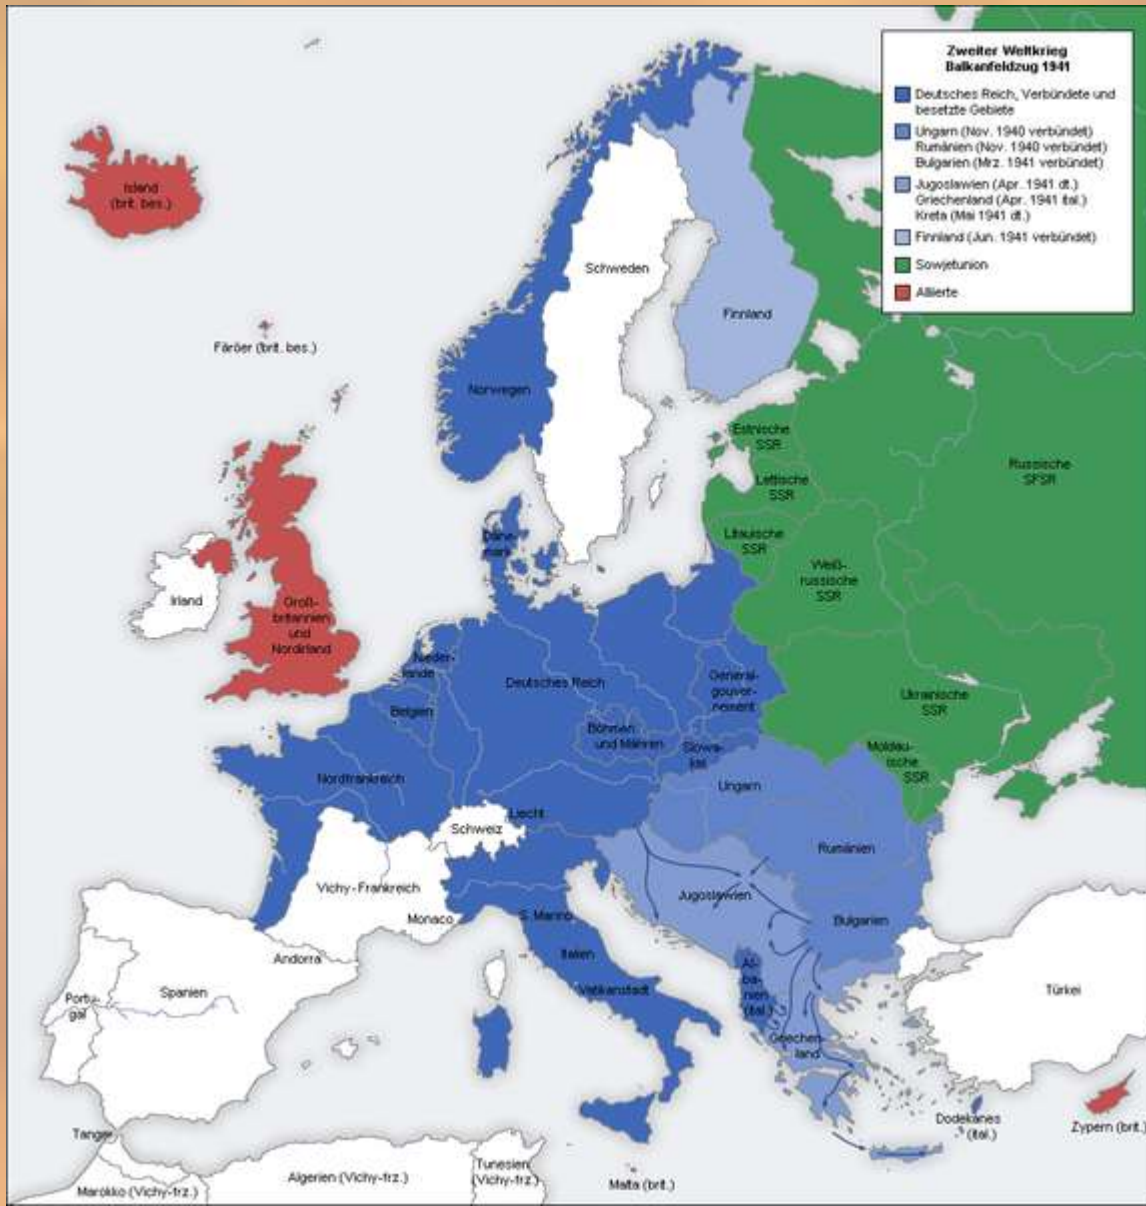 Zweiter Weltkrieg
Balkanfeldzug 1941
Deutsches Reich, Verbündete und
besetzte Gebiete
Ungarn (Nov. 1940 verbündet)
Rumänien (Nov. 1940 verbündet)
Bulgarien (Mrz. 1941 verbündet)
Jugoslawien (Apr. 1941 dt.)
Griechenland (Apr. 1941 ital.)
Kreta (Mai 1941 dt.)
Finnland (Jun. 1941 verbündet)
Sowjetunion
Alliierte
Island
(brit. bes.)
Schweden
Finnland
Färöer (brit. bes.)
Norwegen
Estnische
SSR
Russische
SFSR
Lettische
SSR
Däne-
mark
Litauische
SSR
Weiß-
russische
SSR
Irland
Groß-
britannien
und
Nordirland
Nieder-
lande
Deutsches Reich
General-
gouver-
nement
Ukrainische
SSR
Belgien
Böhmen
und Mähren
Slowa-
kei
Moldau-
ische
SSR
Nordfrankreich
Ungarn
Liecht.
Schweiz
Rumänien
Vichy-Frankreich
Jugoslawien
Monaco
S. Marino
Bulgarien
Andorra
Italien
Al-
ba-
nien
(ital.)
Spanien
Portu-
gal
Vatikanstadt
Türkei
Griechen-
land
Dodekanes
(ital.)
Zypern (brit.)
Tanger
Marokko (Vichy-frz.)
Algerien (Vichy-frz.)
Tunesien
(Vichy-frz.)
Malta (brit.)